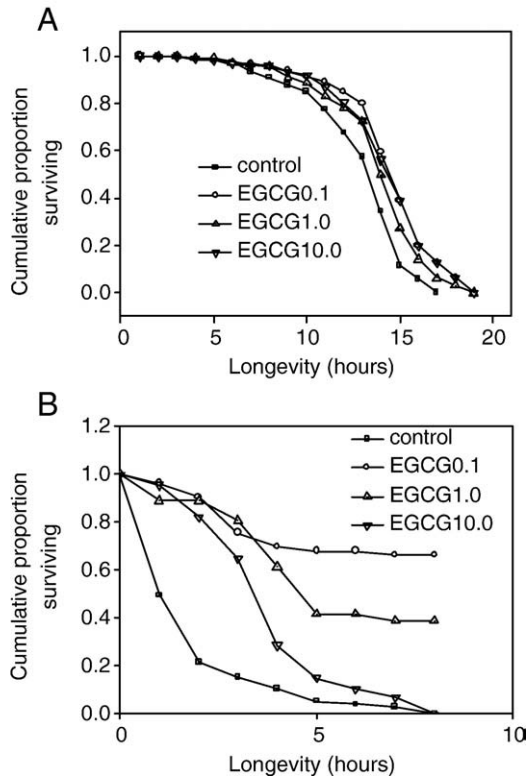 A
Cumulative proportion
surviving
1.0
0.8
0.6
0.4
0.2
0.0
control
EGCG0.1
EGCG1.0
EGCG10.0
0
5
10
15
20
Longevity (hours)
B
Cumulative proportion
surviving
1.2
1.0
0.8
0.6
0.4
0.2
0.0
control
EGCG0.1
EGCG1.0
EGCG10.0
0
5
10
Longevity (hours)